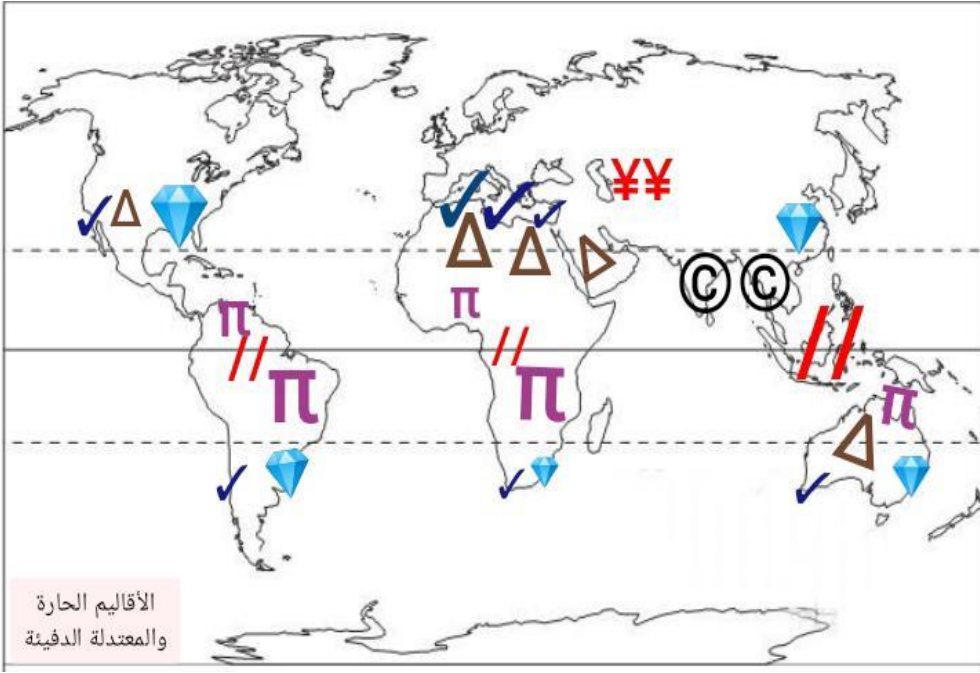 ¥¥
© ©
π
π
//
//
//
π
π
π
الأقاليم الحارة
والمعتدلة الدفيئة